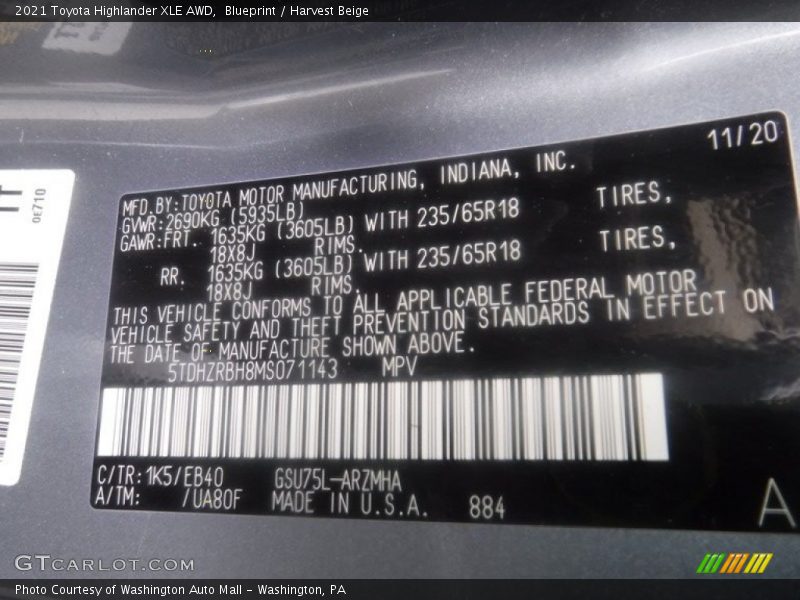 2021 Toyota Highlander XLE AWD,  Blueprint / Harvest Beige
11/20
MFD. BY:TOYOTA MOTOR MANUFACTURING, INDIANA, INC.
GVWR:2690KG (5935LB)
GAWR:FRT. 1635KG (3605LB) WITH 235/65R18 TIRES,
18X8J RIMS.
RR. 1635KG (3605LB) WITH 235/65R18 TIRES,
18X8J RIMS.
THIS VEHICLE CONFORMS TO ALL APPLICABLE FEDERAL MOTOR
VEHICLE SAFETY AND THEFT PREVENTION STANDARDS IN EFFECT ON
THE DATE OF MANUFACTURE SHOWN ABOVE.
5TDHZRBH8MS071143 MPV
C/TR:1K5/EB40 GSU75L-ARZMHA
A/TM: /UA80F MADE IN U.S.A. 884
A
0E710
GTCARLOT.COM
Photo Courtesy of Washington Auto Mall – Washington, PA